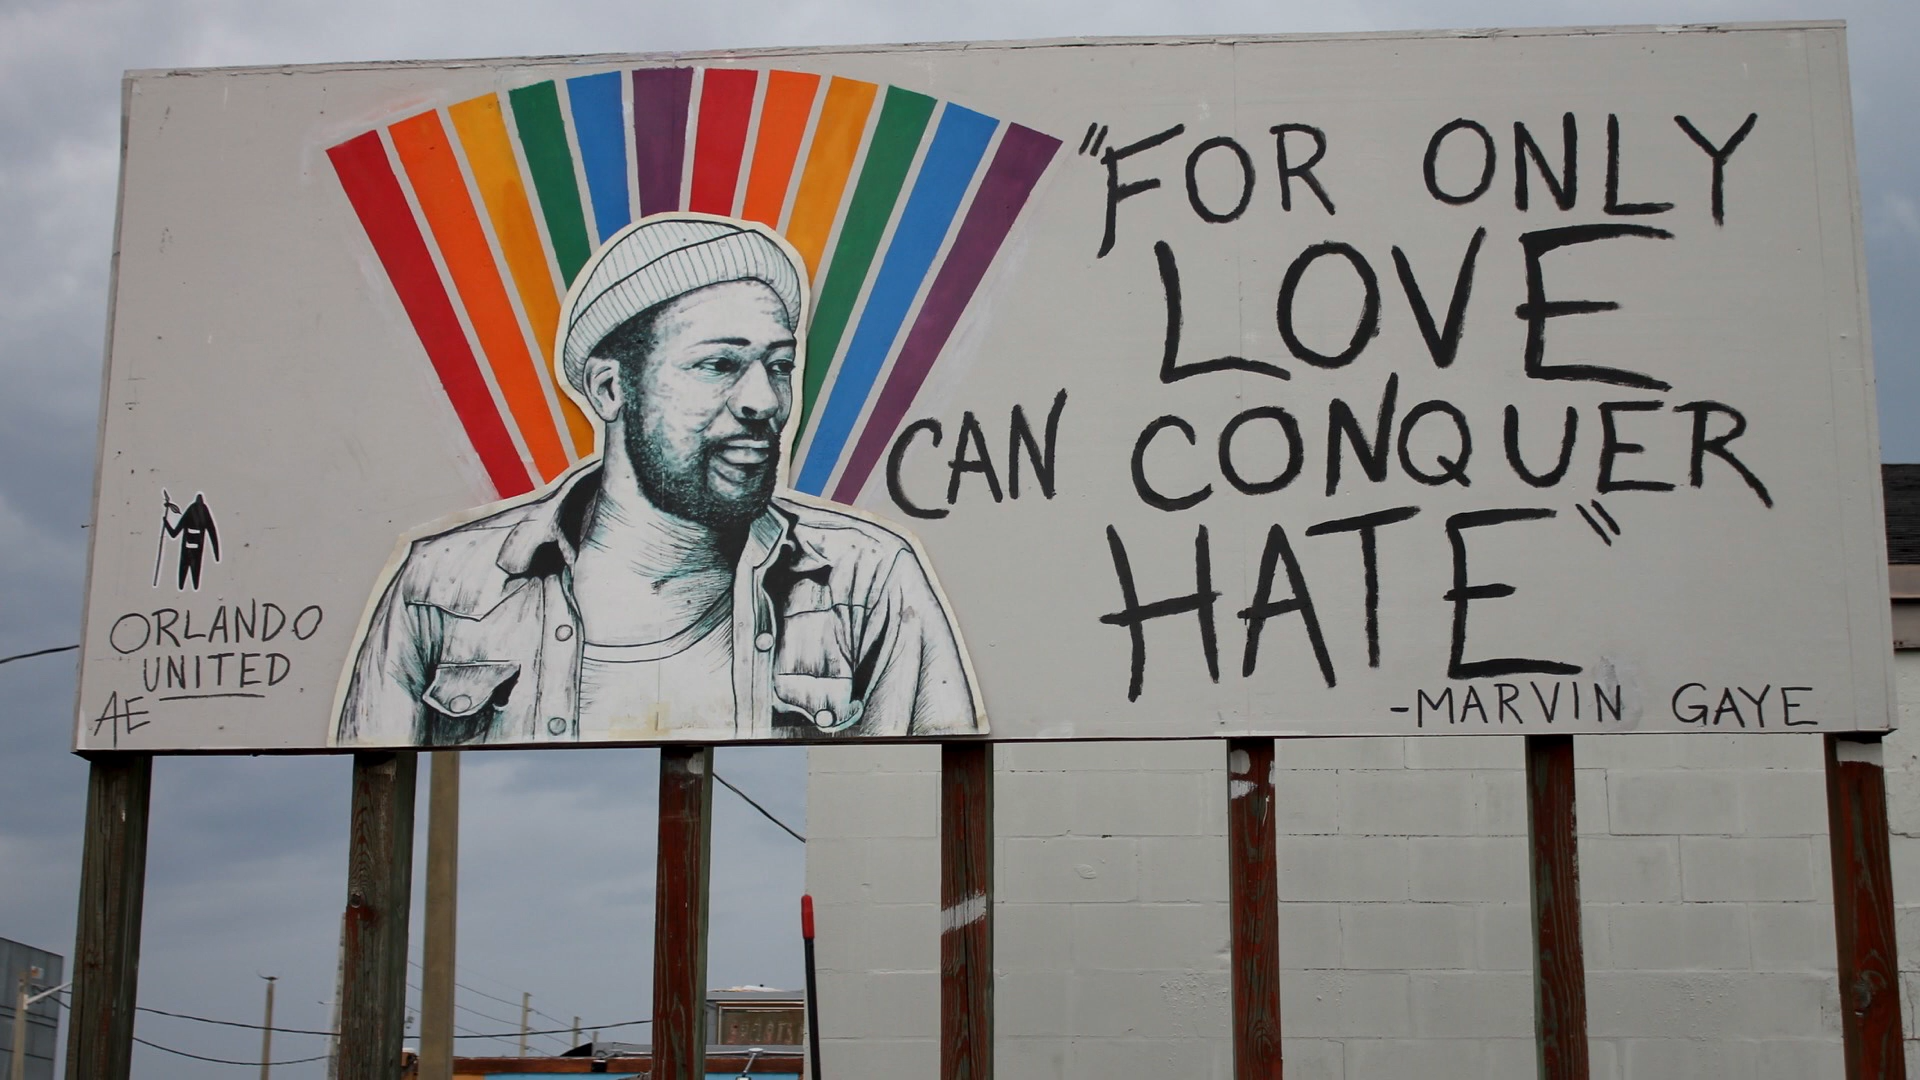 "FOR ONLY
LOVE
CAN CONQUER
HATE"
-MARVIN GAYE
ORLANDO
UNITED
AE